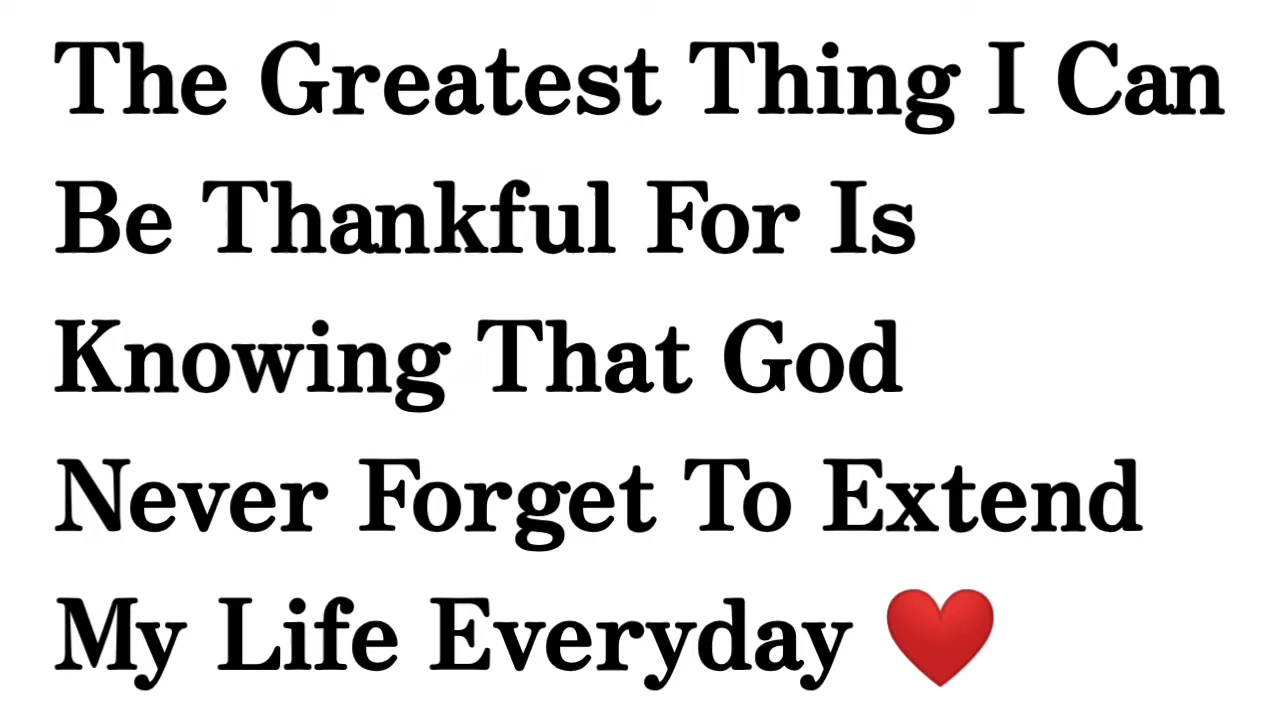 The Greatest Thing I Can
Be Thankful For Is
Knowing That God
Never Forget To Extend
My Life Everyday ❤️